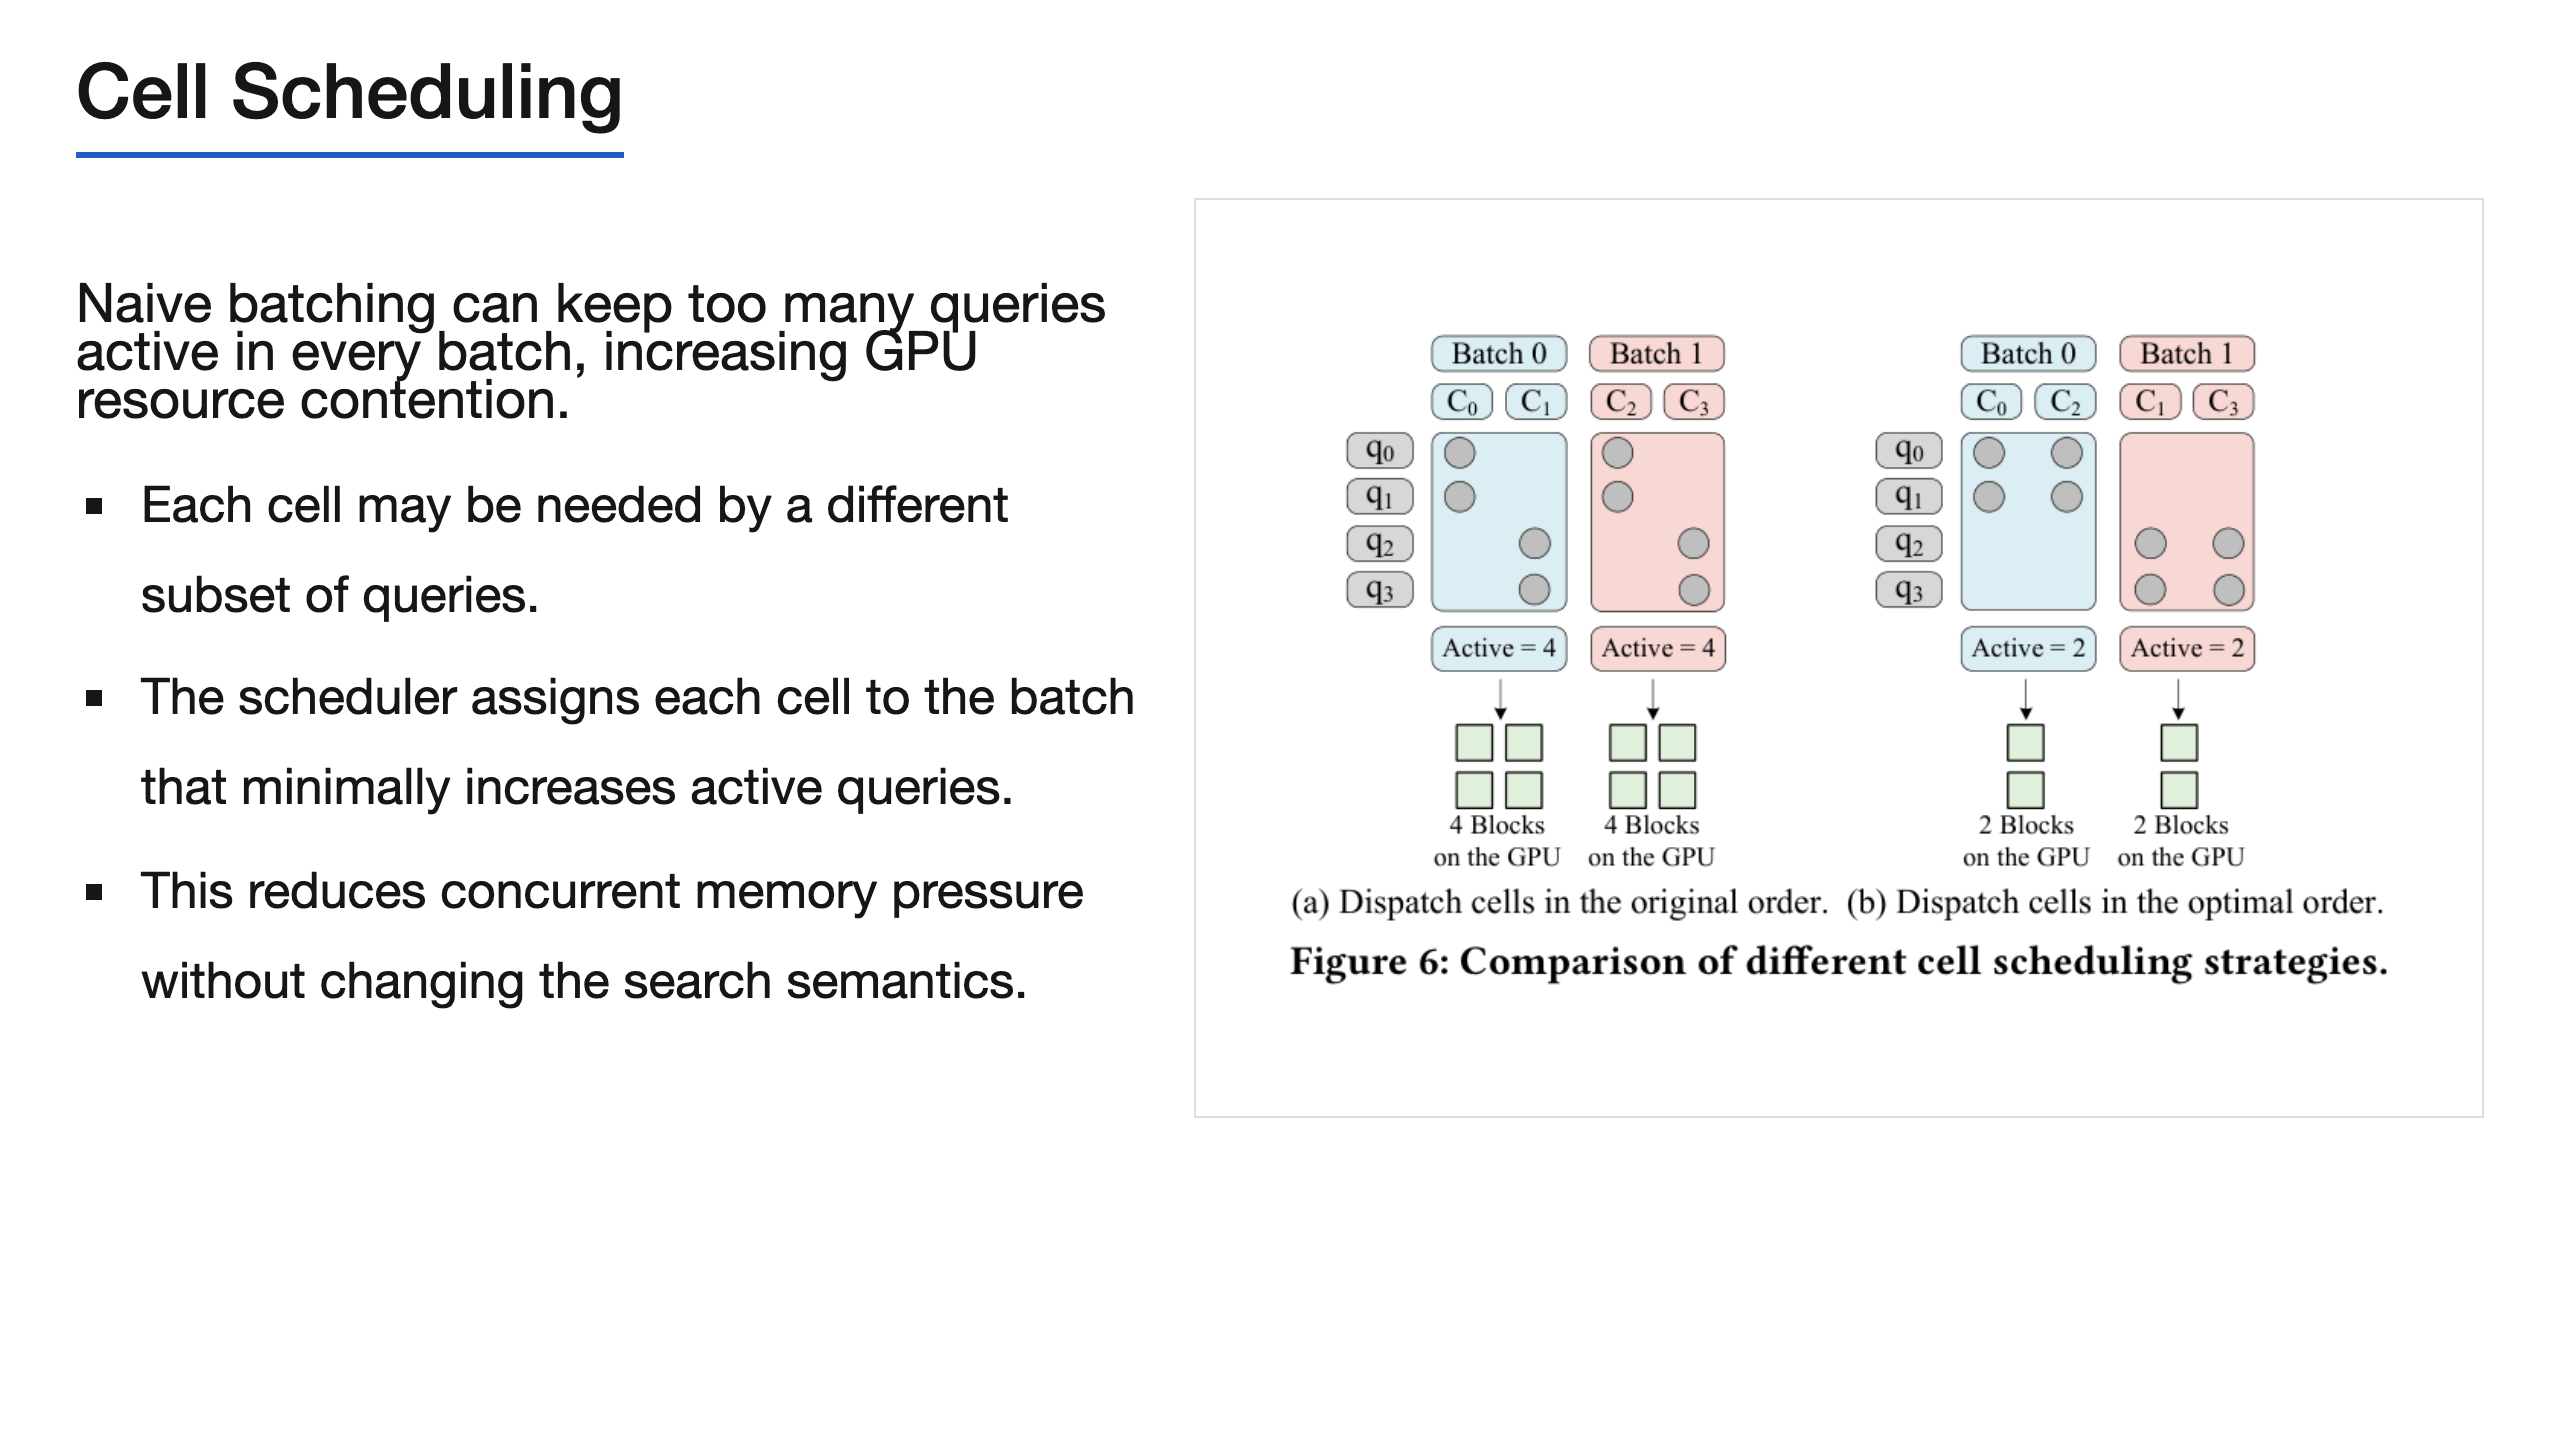 Cell Scheduling
Naive batching can keep too many queries
active in every batch, increasing GPU
resource contention.
▪ Each cell may be needed by a different
subset of queries.
▪ The scheduler assigns each cell to the batch
that minimally increases active queries.
▪ This reduces concurrent memory pressure
without changing the search semantics.
Batch 0 Batch 1
C₀ C₁ C₂ C₃
q₀
q₁
q₂
q₃
Active = 4 Active = 4
4 Blocks 4 Blocks
on the GPU on the GPU
(a) Dispatch cells in the original order.
Batch 0 Batch 1
C₀ C₂ C₁ C₃
q₀
q₁
q₂
q₃
Active = 2 Active = 2
2 Blocks 2 Blocks
on the GPU on the GPU
(b) Dispatch cells in the optimal order.
Figure 6: Comparison of different cell scheduling strategies.